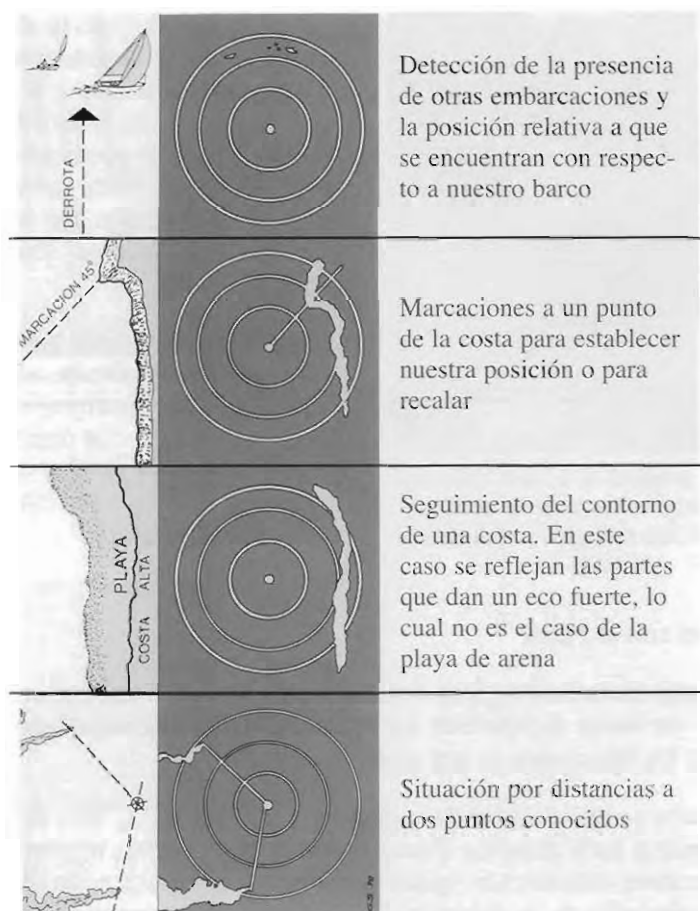 DERROTA
Detección de la presencia
de otras embarcaciones y
la posición relativa a que
se encuentran con respec-
to a nuestro barco
MARCACION 45°
Marcaciones a un punto
de la costa para establecer
nuestra posición o para
recalar
PLAYA
COSTA ALTA
Seguimiento del contorno
de una costa. En este
caso se reflejan las partes
que dan un eco fuerte, lo
cual no es el caso de la
playa de arena
Situación por distancias a
dos puntos conocidos